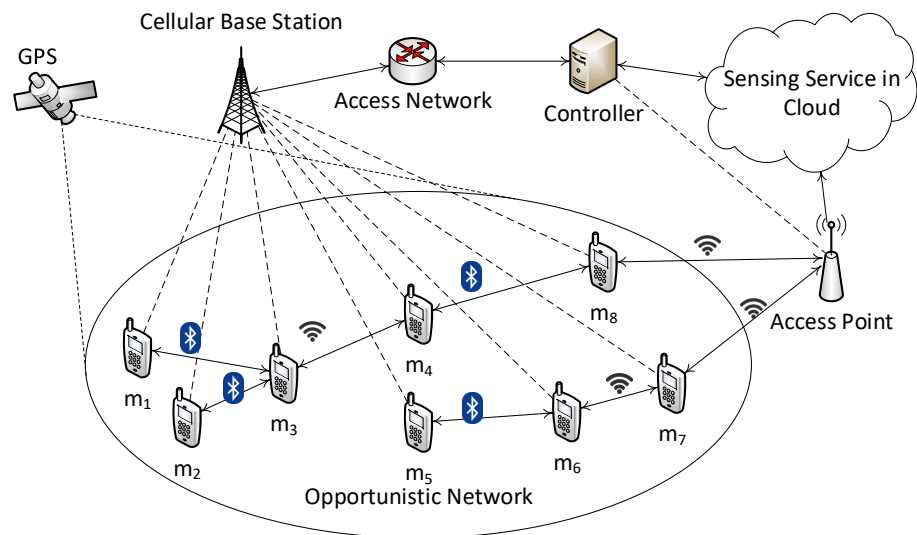 Cellular Base Station
GPS
Access Network
Controller
Sensing Service in
Cloud
m1
m2
m3
m4
m5
m6
m7
m8
Access Point
Opportunistic Network